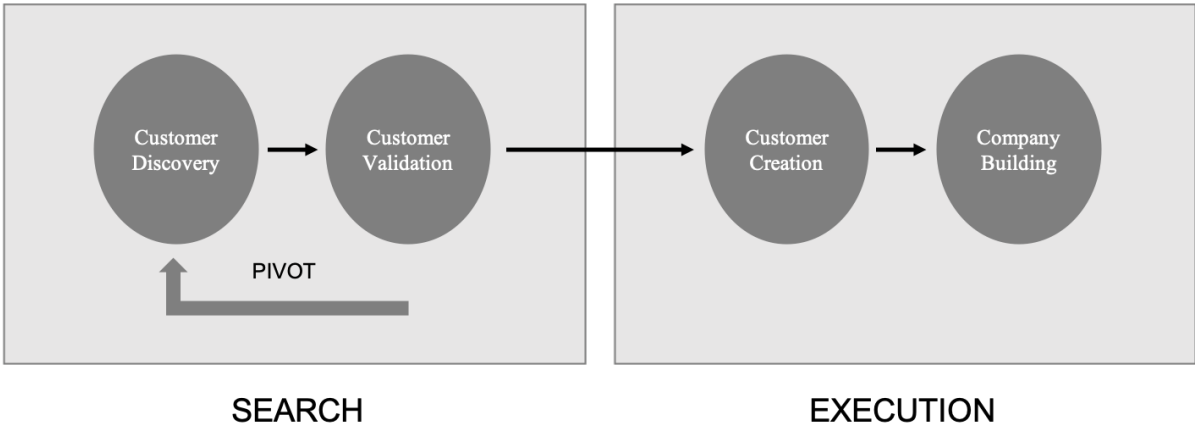 Customer
Discovery
Customer
Validation
Customer
Creation
Company
Building
PIVOT
SEARCH
EXECUTION